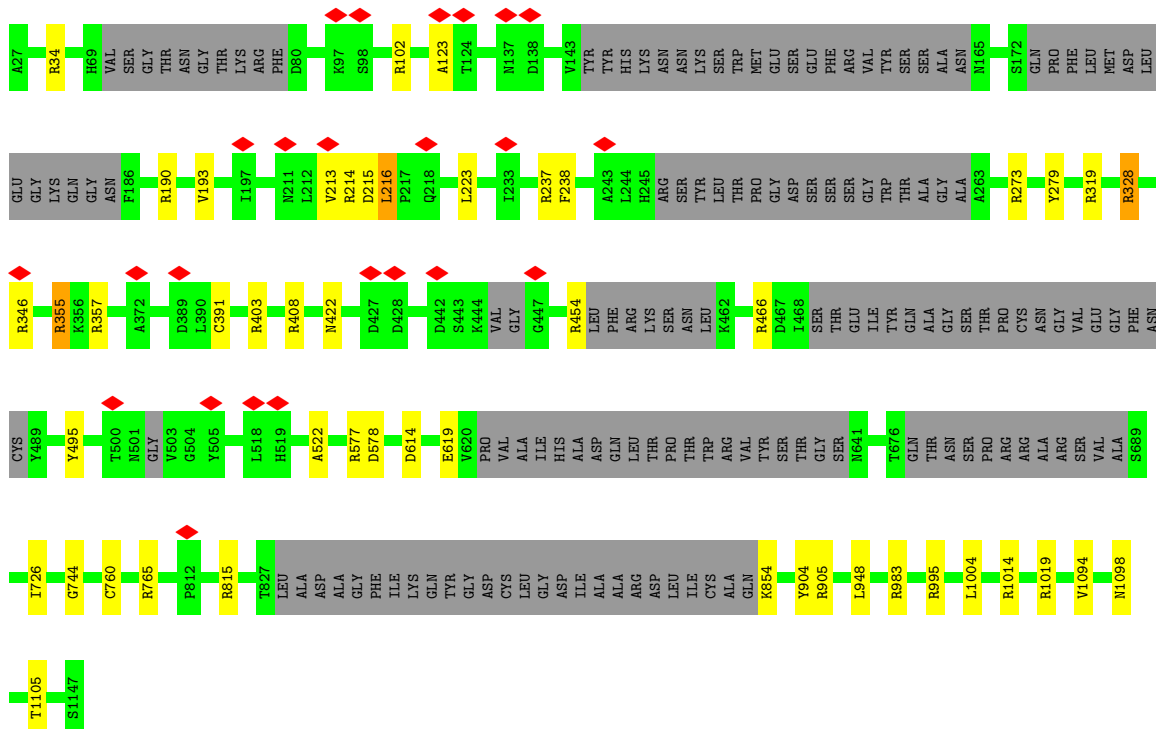 A27 R34 H69 VAL SER GLY THR ASN GLY THR LYS ARG PHE D80 K97 S98 R102 A123 T124 N137 D138 V143 TYR TYR HIS LYS ASN ASN LYS SER TRP MET GLU SER GLU PHE ARG VAL TYR SER SER ALA ASN N165 S172 GLN PRO PHE LEU MET ASP LEU
GLU GLY LYS GLN GLY ASN F186 R190 V193 I197 N211 L212 V213 R214 D215 L216 P217 Q218 L223 I233 R237 F238 A243 L244 H245 ARG SER TYR LEU THR PRO GLY ASP SER SER SER GLY TRP THR ALA GLY ALA A263 R273 Y279 R319 R328
R346 R355 K356 R357 A372 D389 L390 C391 R403 R408 N422 D427 D428 D442 S443 K444 VAL GLY G447 R454 LEU PHE ARG LYS SER ASN LEU K462 R466 D467 I468 SER THR GLU ILE TYR GLN ALA GLY SER THR PRO CYS ASN GLY VAL GLU GLY PHE ASN
CYS Y489 Y495 T500 N501 GLY V503 G504 Y505 L518 H519 A522 R577 D578 D614 E619 V620 PRO VAL ALA ILE HIS ALA ASP GLN LEU THR PRO THR TRP ARG VAL TYR SER THR GLY SER N641 T676 GLN THR ASN SER PRO ARG ARG ALA ARG SER VAL ALA S689
I726 G744 C760 R765 P812 R815 T827 LEU ALA ASP ALA GLY PHE ILE LYS GLN TYR GLY ASP CYS LEU GLY ASP ILE ALA ALA ARG ASP LEU ILE CYS ALA GLN K854 Y904 R905 L948 R983 R995 L1004 R1014 R1019 V1094 N1098
T1105 S1147